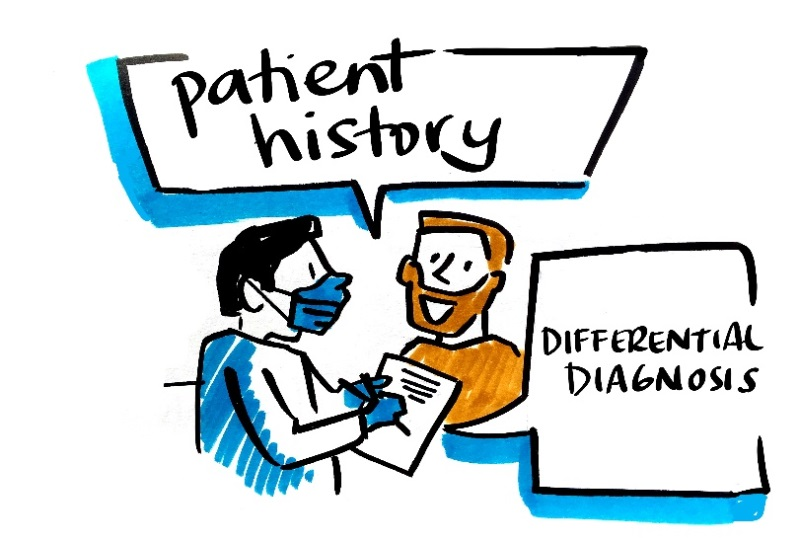 patient
history
DIFFERENTIAL
DIAGNOSIS